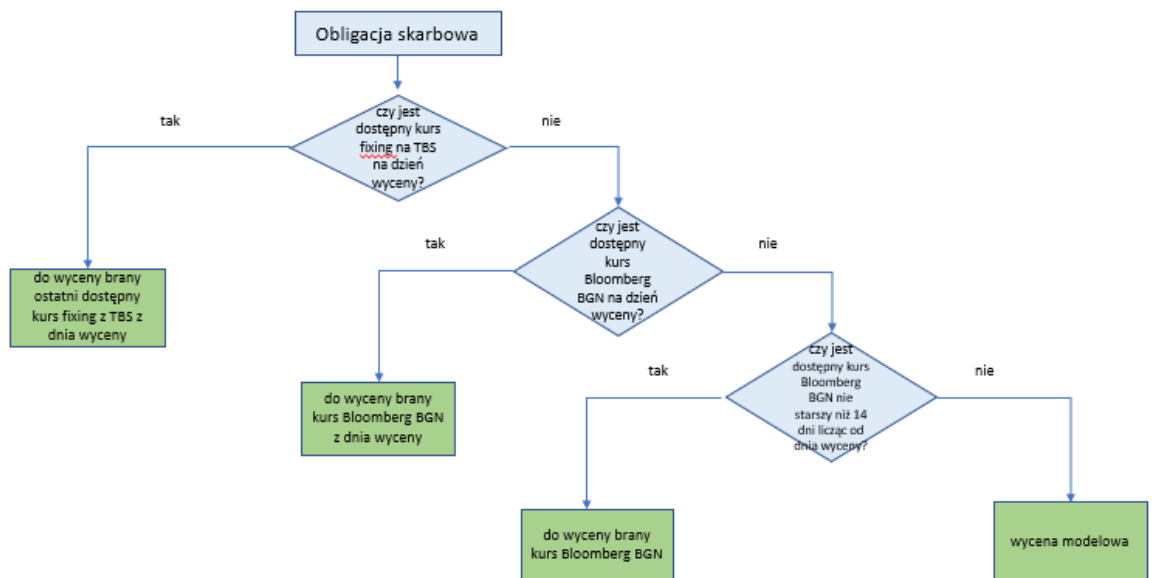 Obligacja skarbowa
czy jest
dostępny kurs
fixing na TBS
na dzień
wyceny?
tak
nie
do wyceny brany
ostatni dostępny
kurs fixing z TBS z
dnia wyceny
czy jest
dostępny
kurs
Bloomberg
BGN na dzień
wyceny?
tak
nie
do wyceny brany
kurs Bloomberg BGN
z dnia wyceny
czy jest
dostępny kurs
Bloomberg
BGN nie
starszy niż 14
dni licząc od
dnia wyceny?
tak
nie
do wyceny brany
kurs Bloomberg BGN
wycena modelowa